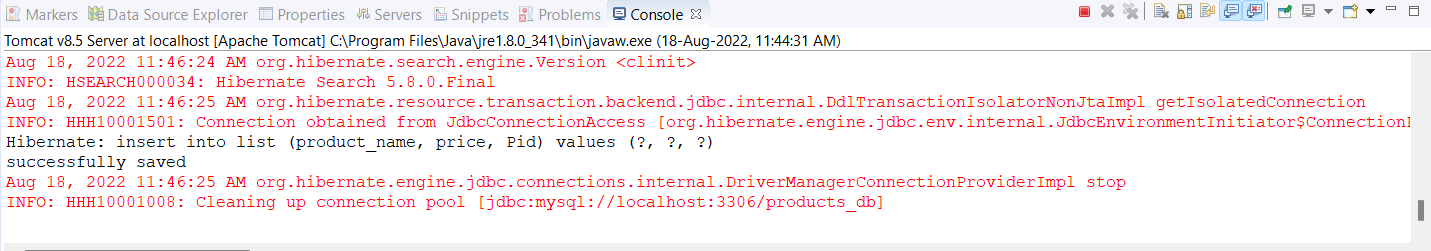 Markers Data Source Explorer Properties Servers Snippets Problems Console
Tomcat v8.5 Server at localhost [Apache Tomcat] C:\Program Files\Java\jre1.8.0_341\bin\javaw.exe (18-Aug-2022, 11:44:31 AM)
Aug 18, 2022 11:46:24 AM org.hibernate.search.engine.Version <clinit>
INFO: HSEARCH000034: Hibernate Search 5.8.0.Final
Aug 18, 2022 11:46:25 AM org.hibernate.resource.transaction.backend.jdbc.internal.DdlTransactionIsolatorNonJtaImpl getIsolatedConnection
INFO: HHH10001501: Connection obtained from JdbcConnectionAccess [org.hibernate.engine.jdbc.env.internal.JdbcEnvironmentInitiator$Connection
Hibernate: insert into list (product_name, price, Pid) values (?, ?, ?)
successfully saved
Aug 18, 2022 11:46:25 AM org.hibernate.engine.jdbc.connections.internal.DriverManagerConnectionProviderImpl stop
INFO: HHH10001008: Cleaning up connection pool [jdbc:mysql://localhost:3306/products_db]